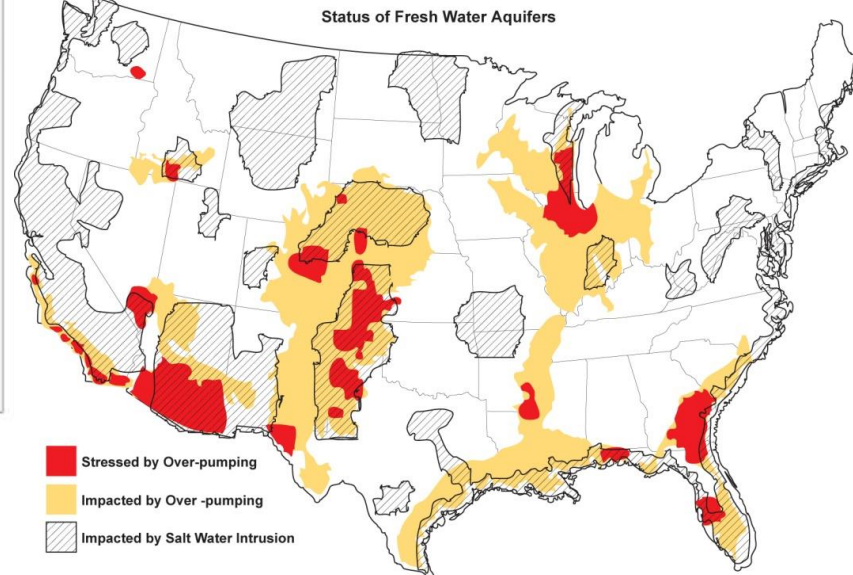 Status of Fresh Water Aquifers
Stressed by Over-pumping
Impacted by Over -pumping
Impacted by Salt Water Intrusion